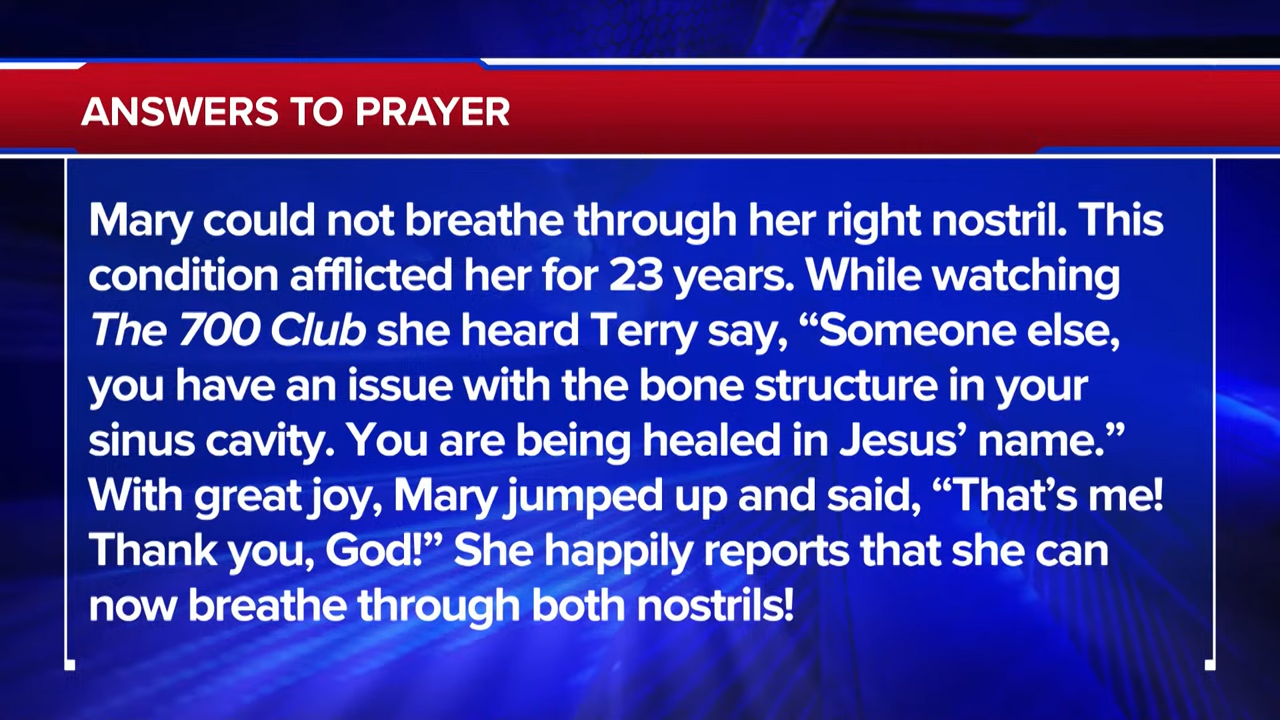 ANSWERS TO PRAYER
Mary could not breathe through her right nostril. This
condition afflicted her for 23 years. While watching
The 700 Club she heard Terry say, “Someone else,
you have an issue with the bone structure in your
sinus cavity. You are being healed in Jesus’ name.”
With great joy, Mary jumped up and said, “That’s me!
Thank you, God!” She happily reports that she can
now breathe through both nostrils!